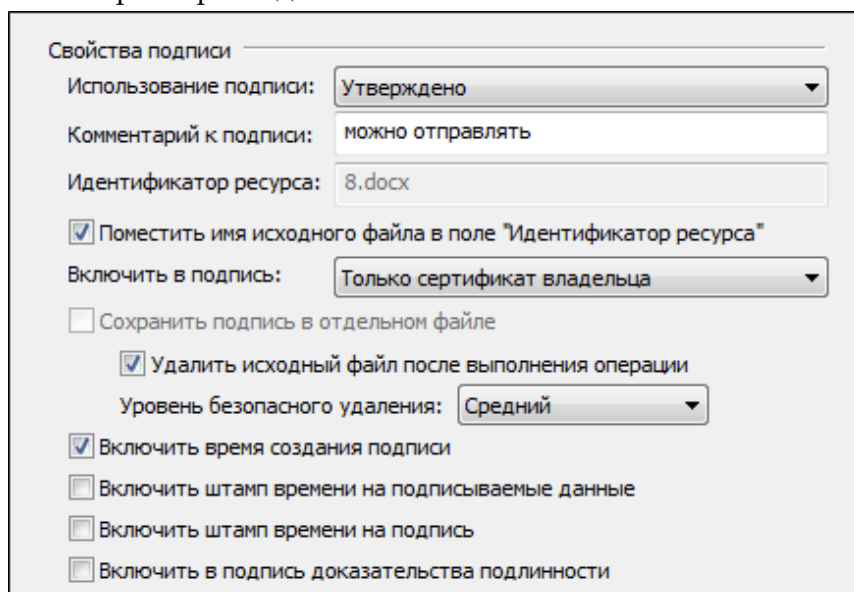 Свойства подписи
Использование подписи: Утверждено
Комментарий к подписи: можно отправлять
Идентификатор ресурса: 8.docx
Поместить имя исходного файла в поле "Идентификатор ресурса"
Включить в подпись: Только сертификат владельца
Сохранить подпись в отдельном файле
Удалить исходный файл после выполнения операции
Уровень безопасного удаления: Средний
Включить время создания подписи
Включить штамп времени на подписываемые данные
Включить штамп времени на подпись
Включить в подпись доказательства подлинности